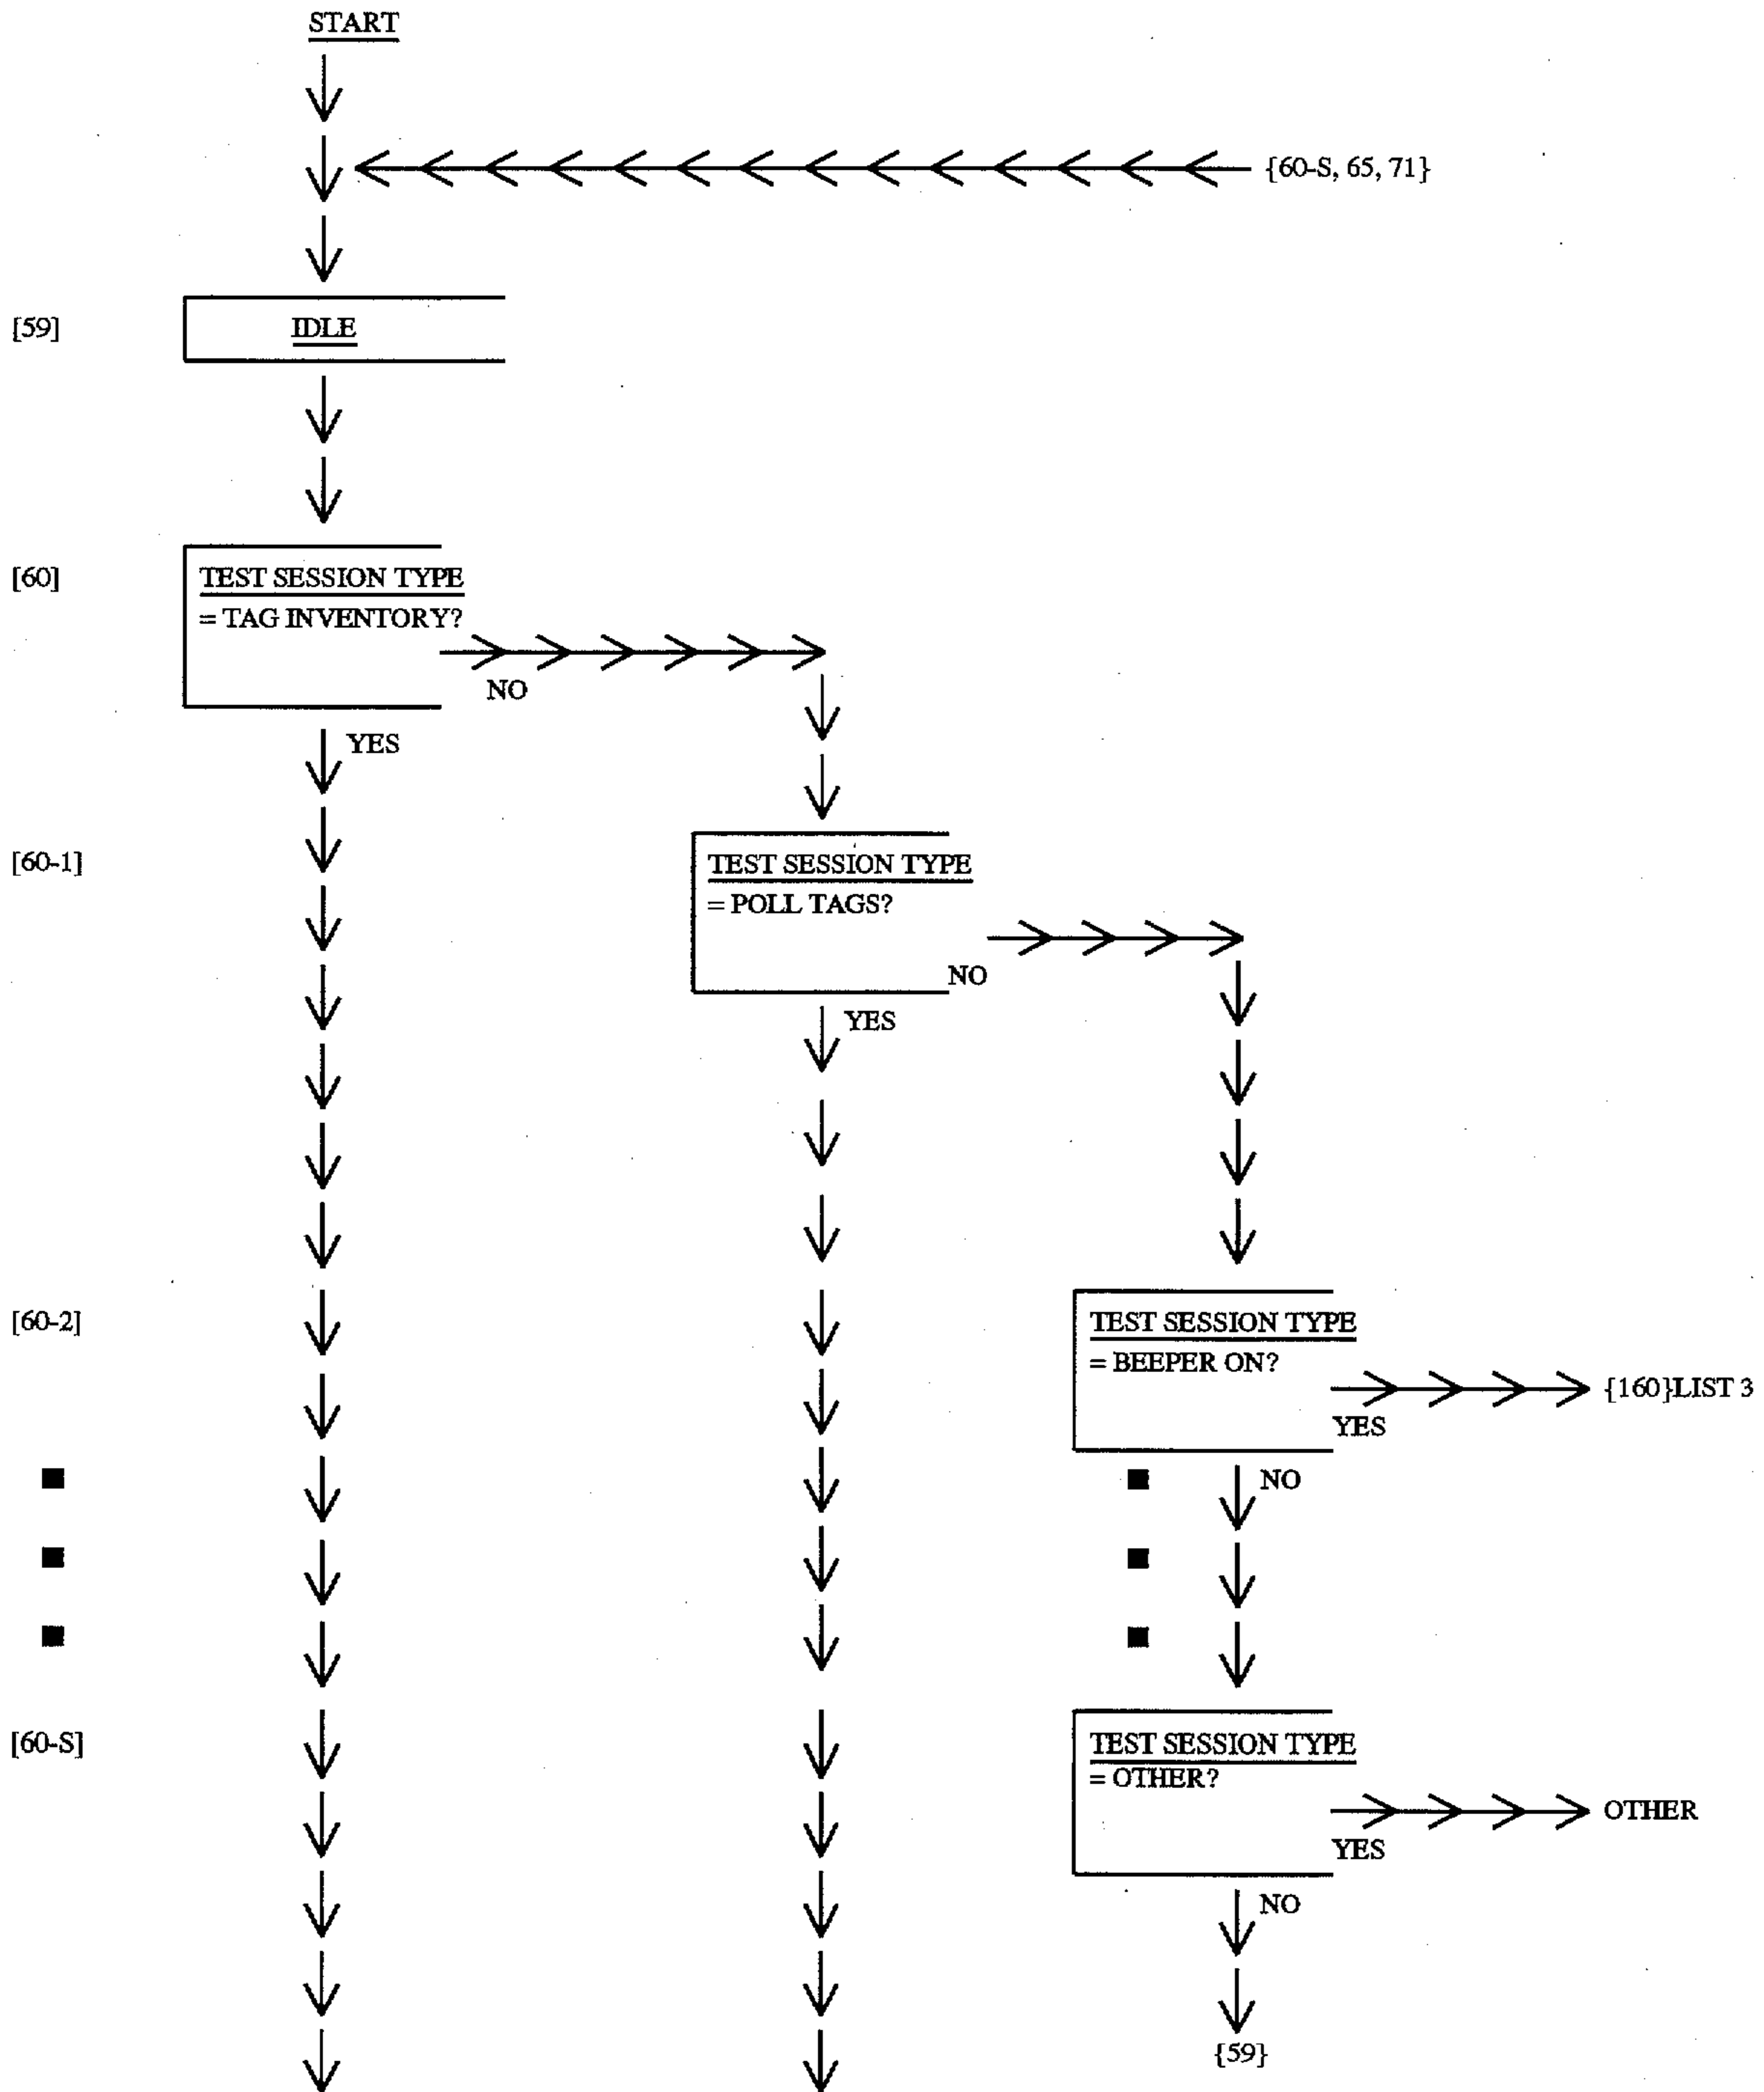 START
{60-S, 65, 71}
[59]
IDLE
[60]
TEST SESSION TYPE
= TAG INVENTORY?
NO
YES
[60-1]
TEST SESSION TYPE
= POLL TAGS?
NO
YES
[60-2]
TEST SESSION TYPE
= BEEPER ON?
{160}LIST 3
YES
NO
[60-S]
TEST SESSION TYPE
= OTHER?
OTHER
YES
NO
{59}